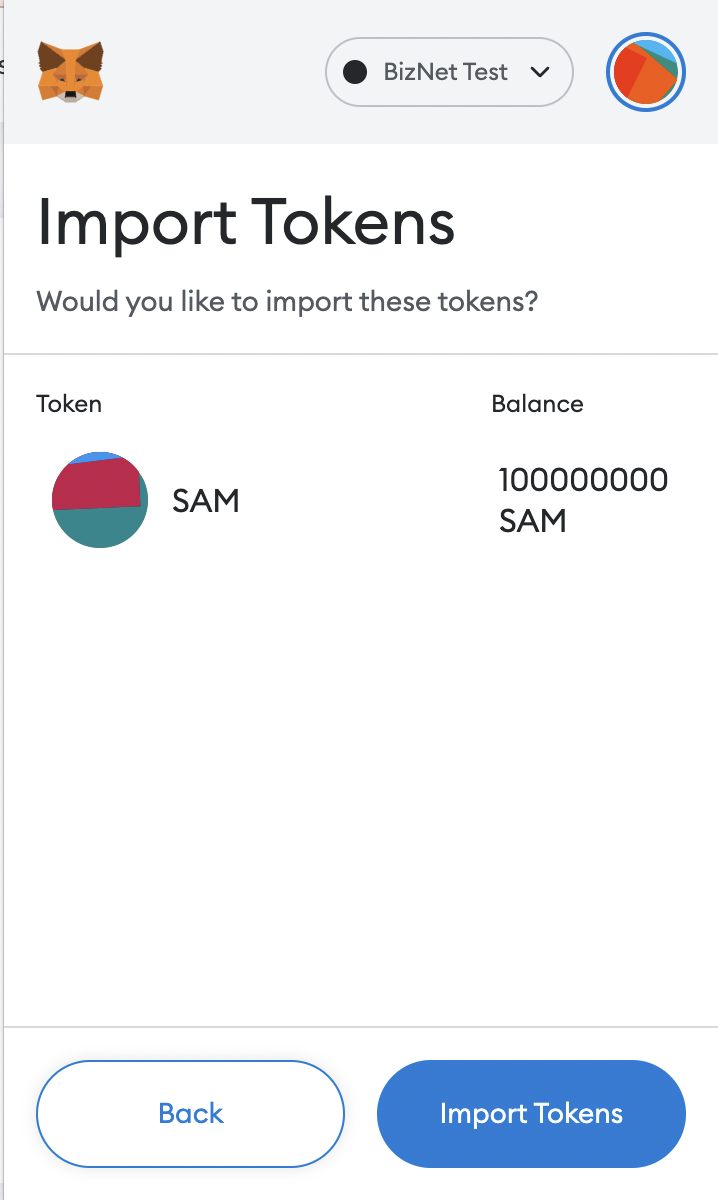 BizNet Test
Import Tokens
Would you like to import these tokens?
Token Balance
SAM
100000000
SAM
Back Import Tokens